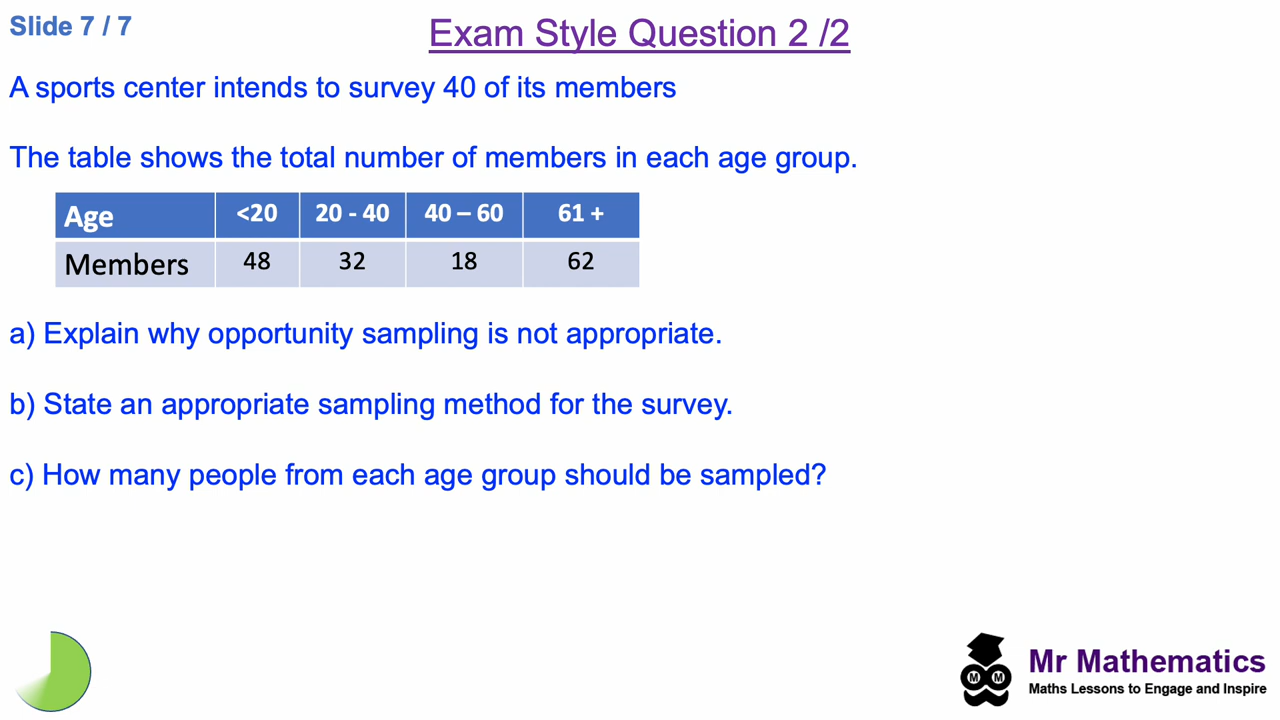 Slide 7 / 7
Exam Style Question 2 /2
A sports center intends to survey 40 of its members
The table shows the total number of members in each age group.
Age <20 20 - 40 40 – 60 61 +
Members 48 32 18 62
a) Explain why opportunity sampling is not appropriate.
b) State an appropriate sampling method for the survey.
c) How many people from each age group should be sampled?
M M
Mr Mathematics
Maths Lessons to Engage and Inspire